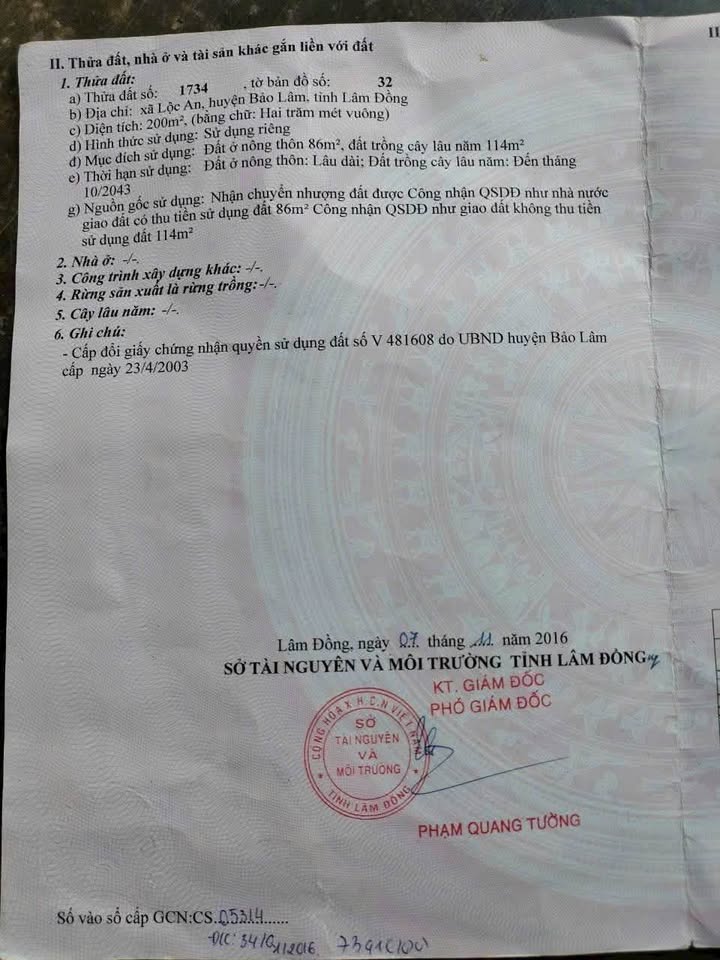 II. Thửa đất, nhà ở và tài sản khác gắn liền với đất
1. Thửa đất:
a) Thửa đất số: 1734 , tờ bản đồ số: 32
b) Địa chỉ: xã Lộc An, huyện Bảo Lâm, tỉnh Lâm Đồng
c) Diện tích: 200m², (bằng chữ: Hai trăm mét vuông)
d) Hình thức sử dụng: Sử dụng riêng
đ) Mục đích sử dụng: Đất ở nông thôn 86m², đất trồng cây lâu năm 114m²
e) Thời hạn sử dụng: Đất ở nông thôn: Lâu dài; Đất trồng cây lâu năm: Đến tháng
10/2043
g) Nguồn gốc sử dụng: Nhận chuyển nhượng đất được Công nhận QSDĐ như nhà nước
giao đất có thu tiền sử dụng đất 86m² Công nhận QSDĐ như giao đất không thu tiền
sử dụng đất 114m²
2. Nhà ở: -/-.
3. Công trình xây dựng khác: -/-.
4. Rừng sản xuất là rừng trồng:-/-.
5. Cây lâu năm: -/-.
6. Ghi chú:
- Cấp đổi giấy chứng nhận quyền sử dụng đất số V 481608 do UBND huyện Bảo Lâm
cấp ngày 23/4/2003
Lâm Đồng, ngày 07 tháng 11 năm 2016
SỞ TÀI NGUYÊN VÀ MÔI TRƯỜNG TỈNH LÂM ĐỒNG
KT. GIÁM ĐỐC
PHÓ GIÁM ĐỐC
CỘNG HÒA X.H.C.N VIỆT NAM
SỞ
TÀI NGUYÊN
VÀ
MÔI TRƯỜNG
TỈNH LÂM ĐỒNG
PHẠM QUANG TƯỜNG
Số vào sổ cấp GCN:CS.05314......
II